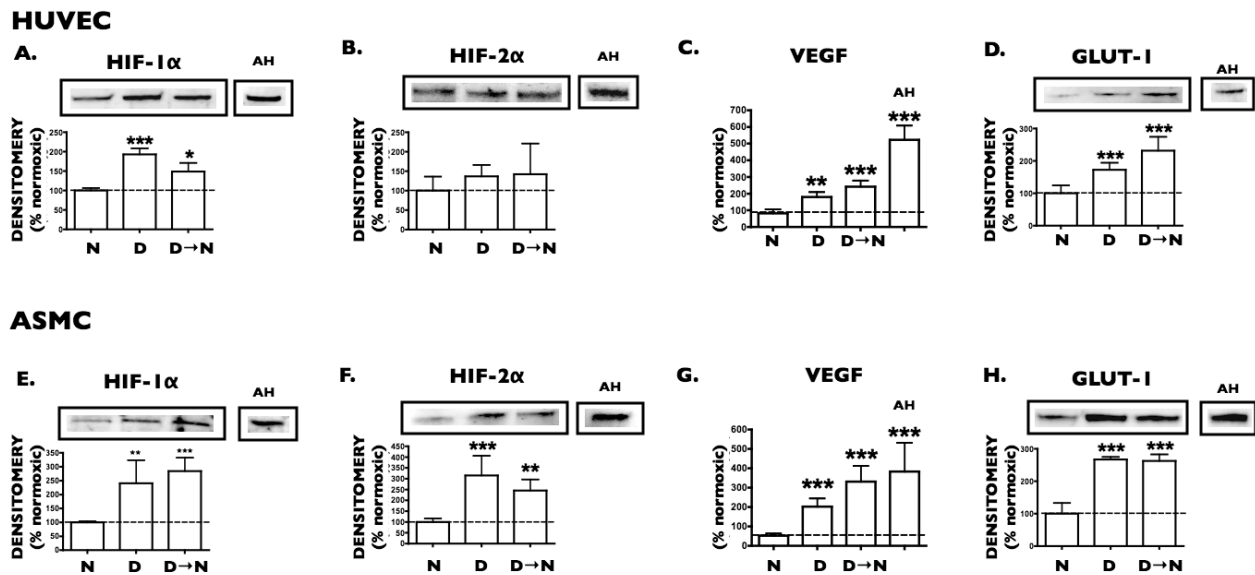 HUVEC
A. HIF-1α AH
DENSITOMERY
(% normoxic)
250
200
150
100
50
0
*** *
N D D→N
B. HIF-2α AH
DENSITOMERY
(% normoxic)
250
200
150
100
50
0
N D D→N
C. VEGF
AH
700
600
500
400
300
200
100
0
** *** ***
N D D→N
D. GLUT-1 AH
DENSITOMERY
(% normoxic)
300
200
100
0
*** ***
N D D→N
ASMC
E. HIF-1α AH
DENSITOMERY
(% normoxic)
350
300
250
200
150
100
50
0
** ***
N D D→N
F. HIF-2α AH
DENSITOMERY
(% normoxic)
450
400
350
300
250
200
150
100
50
0
*** **
N D D→N
G. VEGF
AH
600
400
300
200
0
*** *** ***
N D D→N
H. GLUT-1 AH
DENSITOMERY
(% normoxic)
300
200
100
0
*** ***
N D D→N